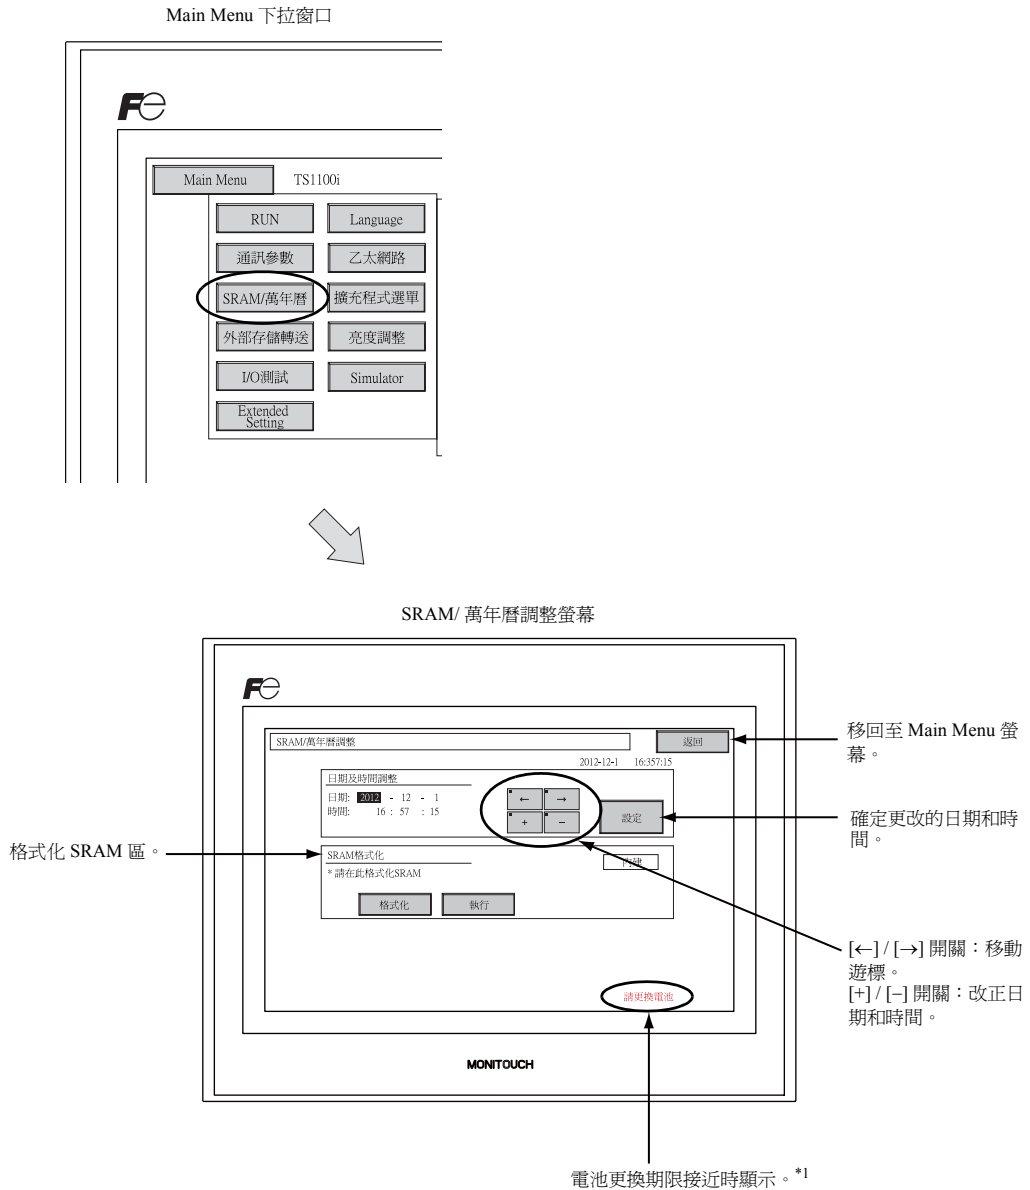 Main Menu 下拉窗口
Fe
Main Menu TS1100i
RUN Language
通訊參數 乙太網路
SRAM/萬年曆 擴充程式選單
外部存儲轉送 亮度調整
I/O測試 Simulator
Extended
Setting
SRAM/ 萬年曆調整螢幕
Fe
SRAM/萬年曆調整 返回
2012-12-1 16:357:15
日期及時間調整
日期: 2012 - 12 - 1
← →
時間: 16 : 57 : 15
+ −
設定
SRAM格式化
內建
* 請在此格式化SRAM
格式化 執行
請更換電池
MONITOUCH
移回至 Main Menu 螢
幕。
確定更改的日期和時
間。
格式化 SRAM 區。
[←] / [→] 開關：移動
遊標。
[+] / [−] 開關：改正日
期和時間。
電池更換期限接近時顯示。*1